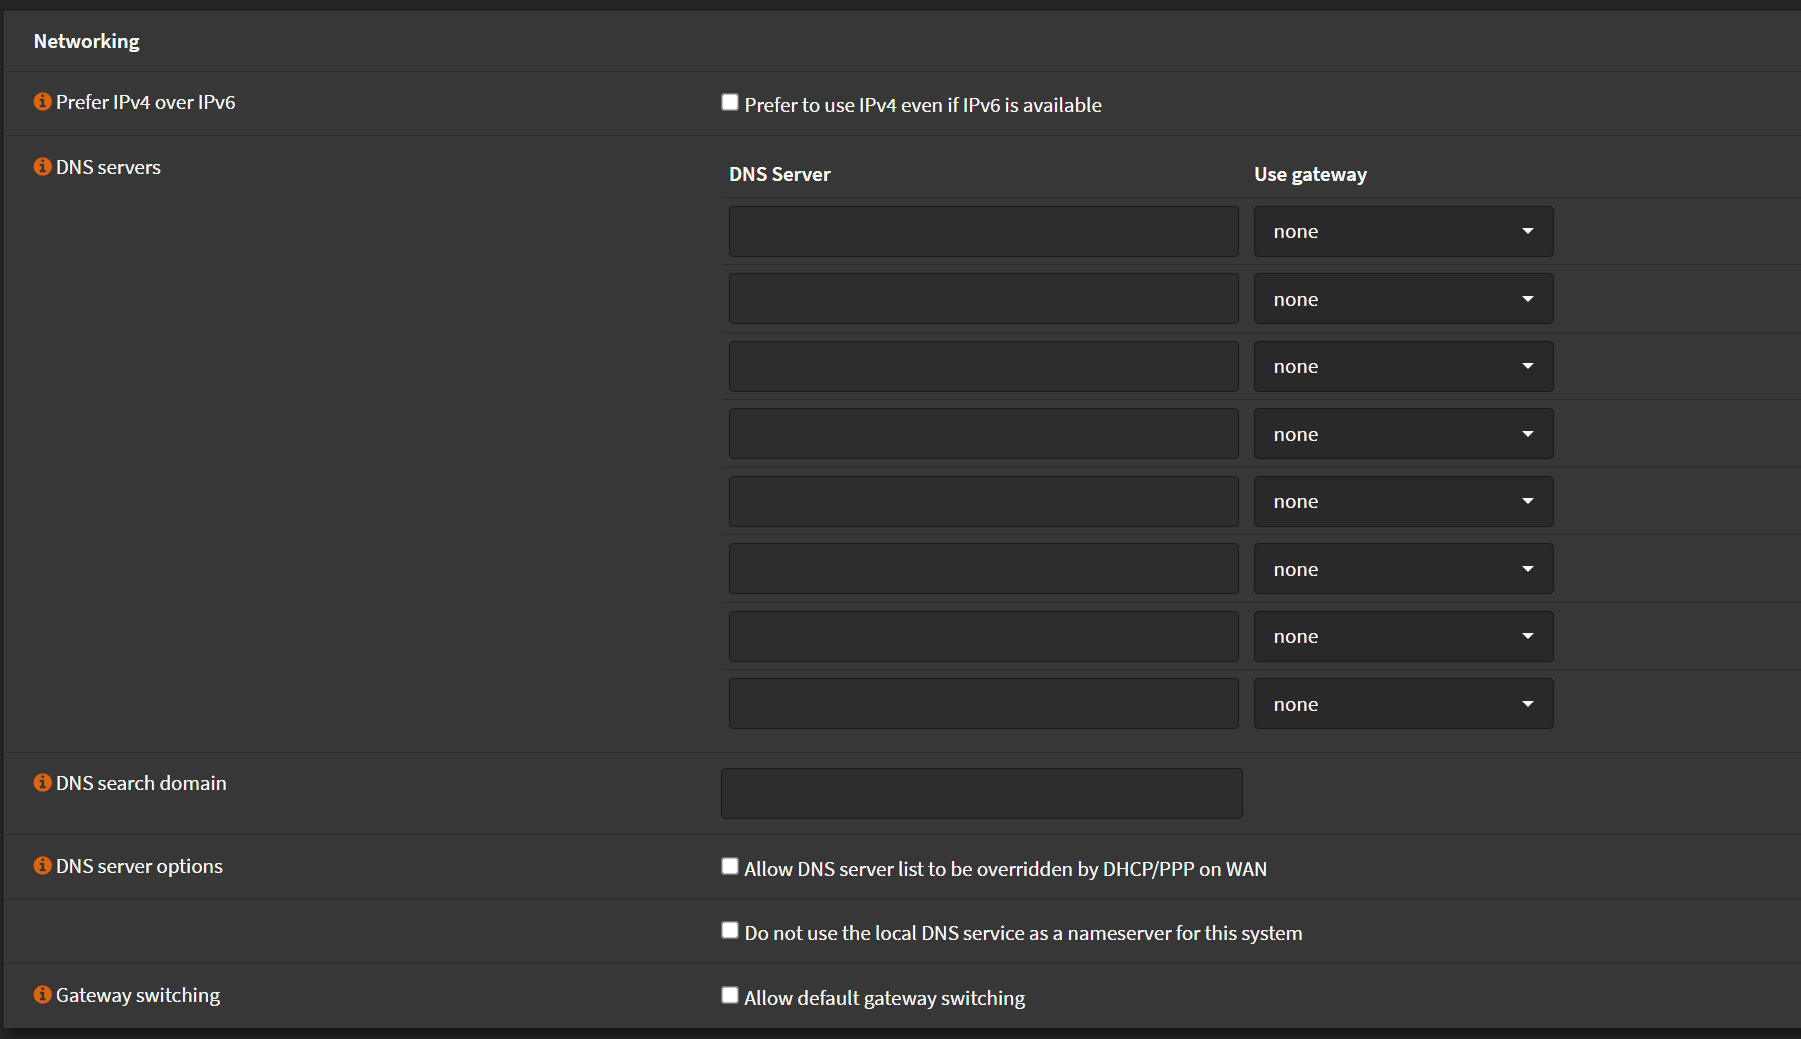 Networking
Prefer IPv4 over IPv6
Prefer to use IPv4 even if IPv6 is available
DNS servers
DNS Server Use gateway
none
none
none
none
none
none
none
none
DNS search domain
DNS server options
Allow DNS server list to be overridden by DHCP/PPP on WAN
Do not use the local DNS service as a nameserver for this system
Gateway switching
Allow default gateway switching